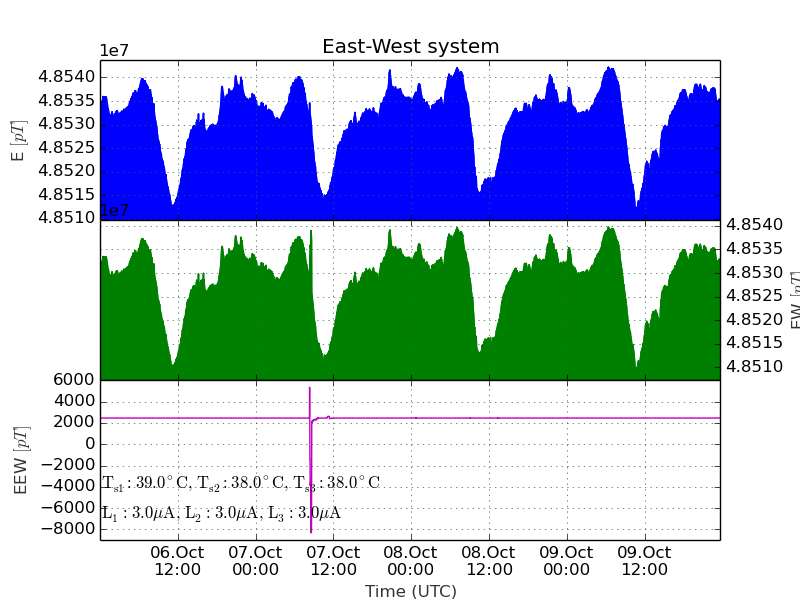 East-West system
1e7
4.8540
4.8535
4.8530
4.8525
4.8520
4.8515
4.8510
E [pT]
1e7
4.8540
4.8535
4.8530
4.8525
4.8520
4.8515
4.8510
EW [pT]
6000
4000
2000
0
−2000
−4000
−6000
−8000
EEW [pT]
T_s1 : 39.0°C, T_s2 : 38.0°C, T_s3 : 38.0°C
L_1 : 3.0μA, L_2 : 3.0μA, L_3 : 3.0μA
06.Oct 07.Oct 07.Oct 08.Oct 08.Oct 09.Oct 09.Oct
12:00 00:00 12:00 00:00 12:00 00:00 12:00
Time (UTC)